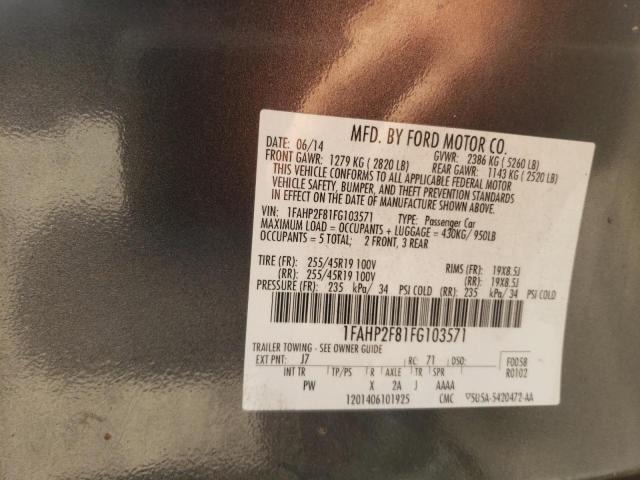 MFD. BY FORD MOTOR CO.
DATE: 06/14 GVWR: 2386 KG ( 5260 LB)
FRONT GAWR: 1279 KG ( 2820 LB) REAR GAWR: 1143 KG ( 2520 LB)
THIS VEHICLE CONFORMS TO ALL APPLICABLE FEDERAL MOTOR
VEHICLE SAFETY, BUMPER, AND THEFT PREVENTION STANDARDS
IN EFFECT ON THE DATE OF MANUFACTURE SHOWN ABOVE.
VIN: 1FAHP2F81FG103571 TYPE: Passenger Car
MAXIMUM LOAD = OCCUPANTS + LUGGAGE = 430KG/ 950LB
OCCUPANTS = 5 TOTAL; 2 FRONT, 3 REAR
TIRE (FR): 255/45R19 100V RIMS (FR): 19X8.5J
(RR): 255/45R19 100V (RR): 19X8.5J
PRESSURE (FR): 235 kPa/ 34 PSI COLD (RR): 235 kPa/ 34 PSI COLD
1FAHP2F81FG103571
TRAILER TOWING - SEE OWNER GUIDE
EXT PNT: J7 RC: 71 DSO: F0058
INT TR TP/PS R AXLE TR SPR R0102
PW X 2A J AAAA
1201406101925 CMC 5U5A-5420472-AA